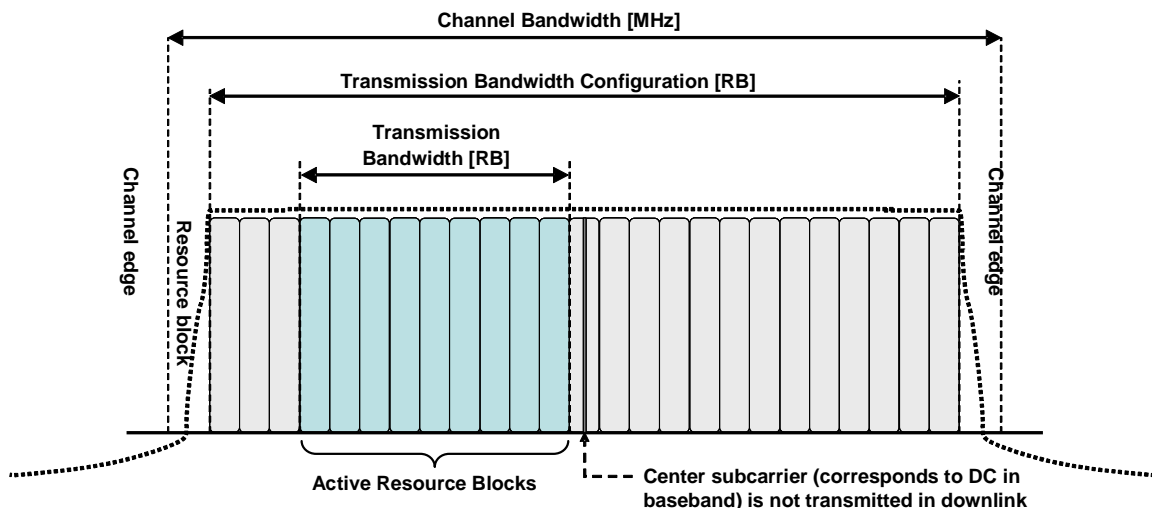 Channel Bandwidth [MHz]
Transmission Bandwidth Configuration [RB]
Transmission
Bandwidth [RB]
Channel edge
Resource block
Channel edge
Active Resource Blocks
Center subcarrier (corresponds to DC in
baseband) is not transmitted in downlink